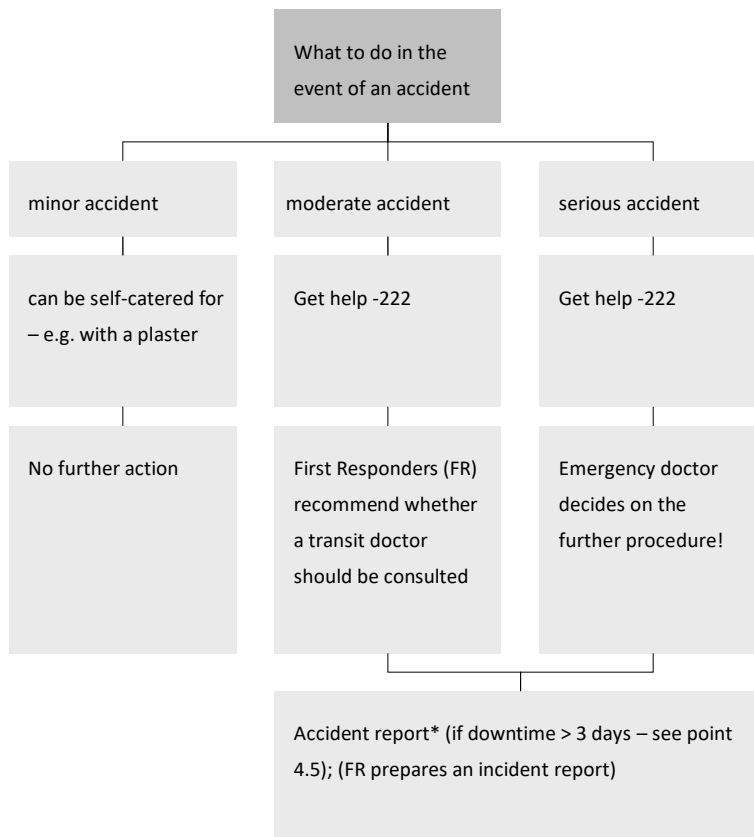 What to do in the
event of an accident
minor accident
moderate accident
serious accident
can be self-catered for
– e.g. with a plaster
Get help -222
Get help -222
No further action
First Responders (FR)
recommend whether
a transit doctor
should be consulted
Emergency doctor
decides on the
further procedure!
Accident report* (if downtime > 3 days – see point
4.5); (FR prepares an incident report)